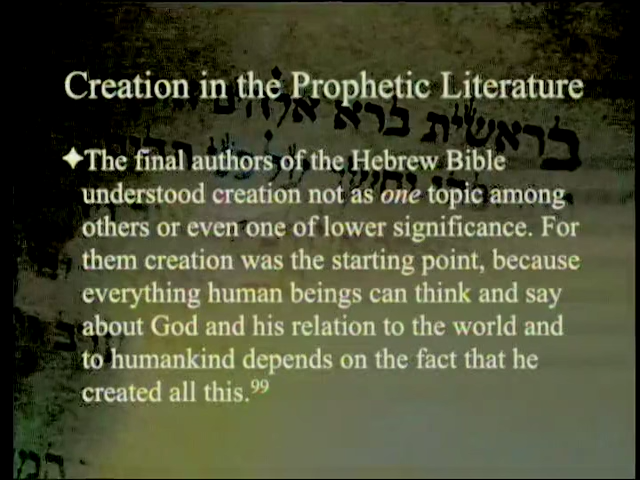 Creation in the Prophetic Literature
בראשית ברא אלהים
✦The final authors of the Hebrew Bible
understood creation not as one topic among
others or even one of lower significance. For
them creation was the starting point, because
everything human beings can think and say
about God and his relation to the world and
to humankind depends on the fact that he
created all this.99